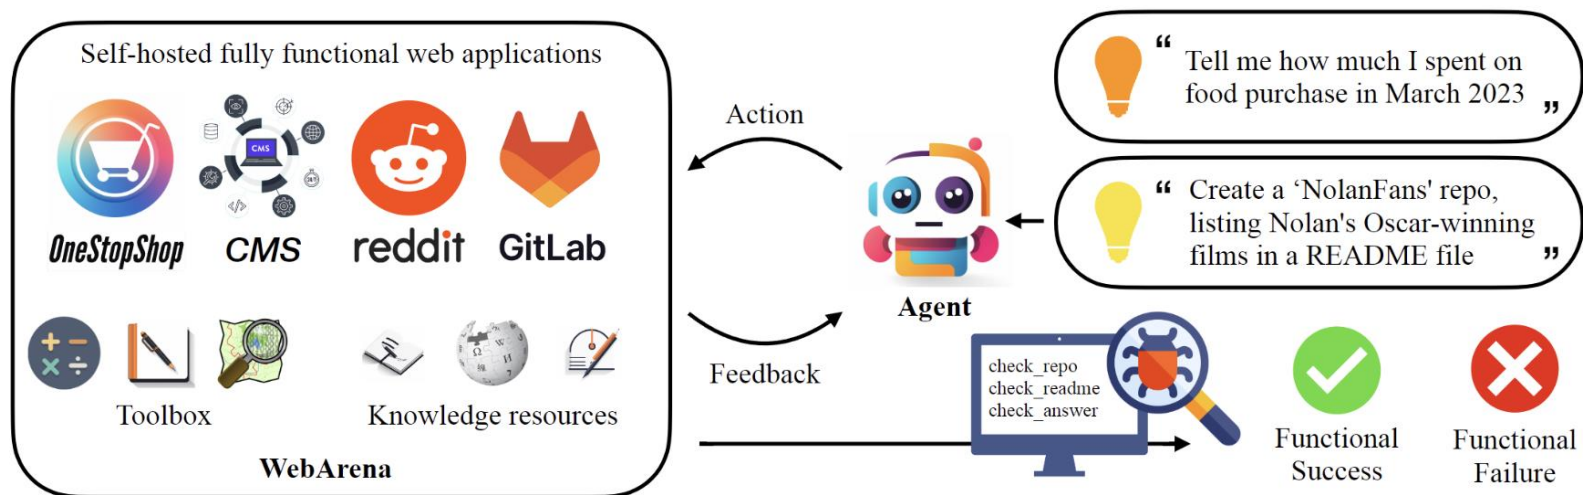 Self-hosted fully functional web applications
CMS
OneStopShop
CMS
reddit
GitLab
Toolbox
Knowledge resources
WebArena
Action
Feedback
Agent
“ Tell me how much I spent on
food purchase in March 2023 ”
“ Create a ‘NolanFans' repo,
listing Nolan's Oscar-winning
films in a README file ”
check_repo
check_readme
check_answer
Functional
Success
Functional
Failure